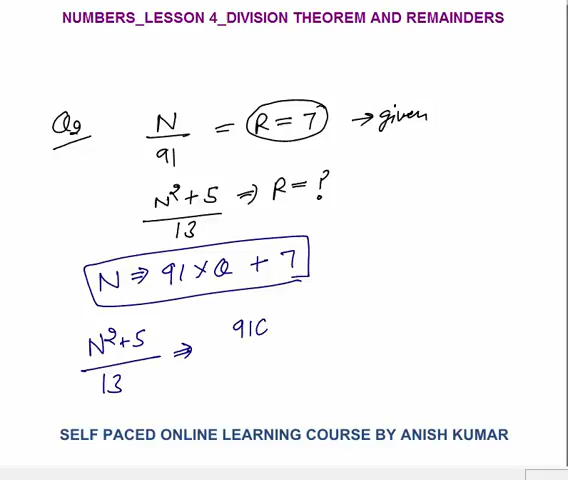 NUMBERS_LESSON 4_DIVISION THEOREM AND REMAINDERS
Q9 N/91 = R = 7 → given
N²+5/13 ⇒ R = ?
N ⇒ 91 × Q + 7
N²+5/13 ⇒ 91C
SELF PACED ONLINE LEARNING COURSE BY ANISH KUMAR